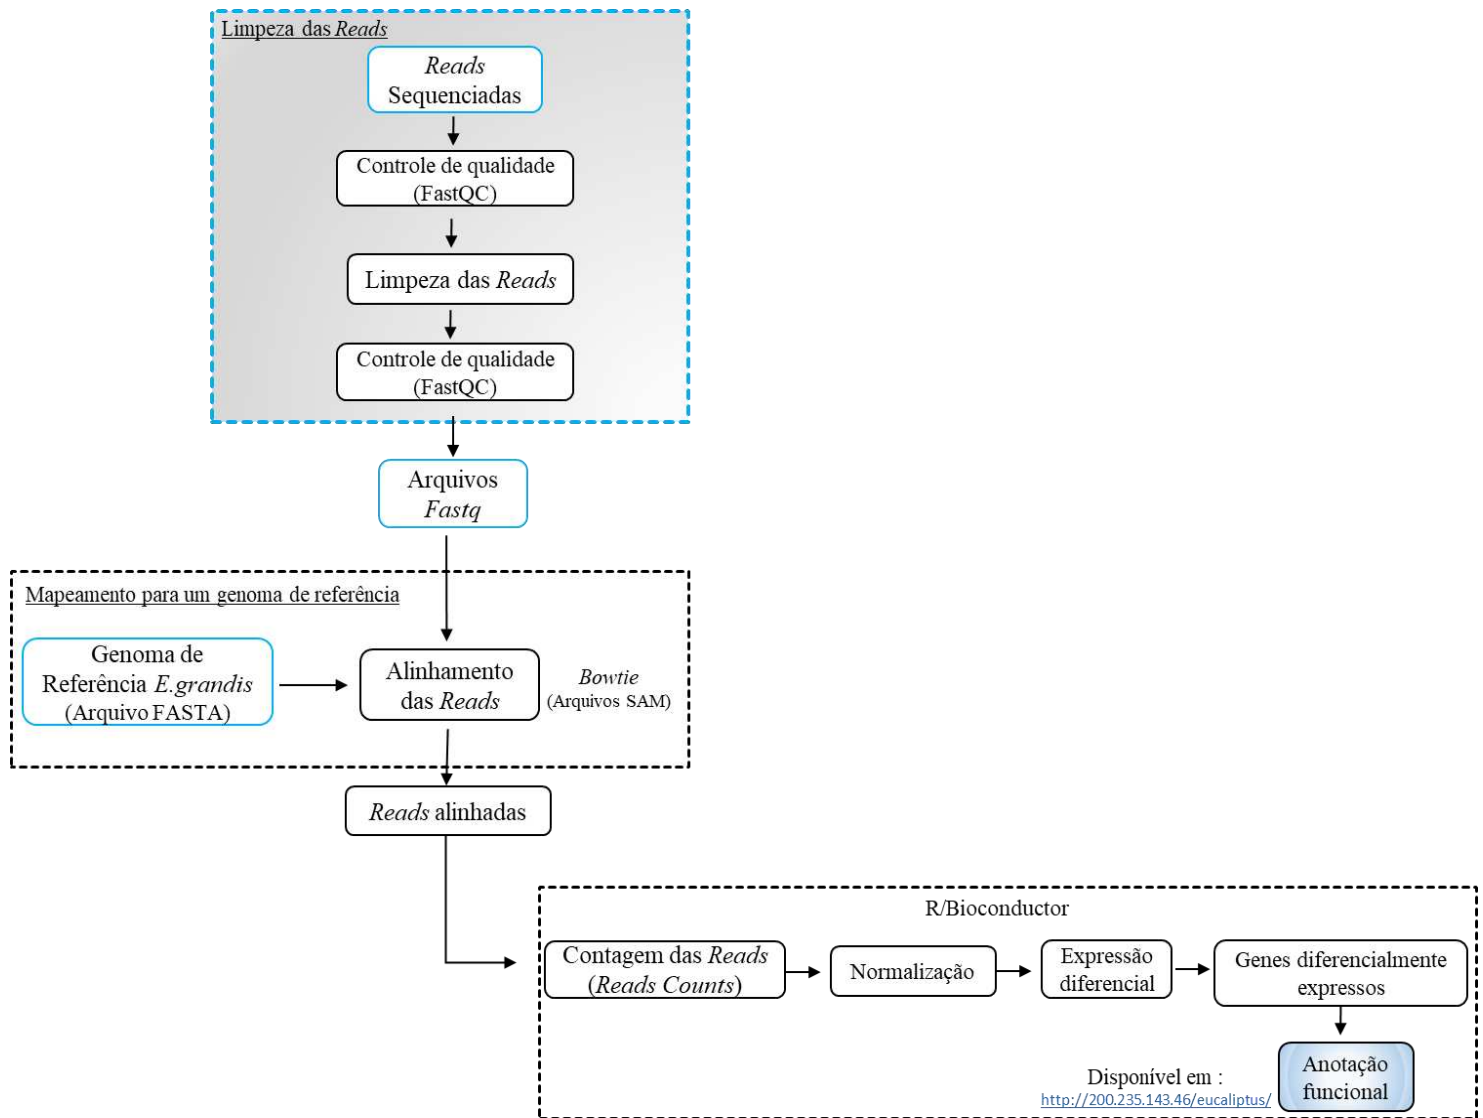 Limpeza das Reads
Reads
Sequenciadas
Controle de qualidade
(FastQC)
Limpeza das Reads
Controle de qualidade
(FastQC)
Arquivos
Fastq
Mapeamento para um genoma de referência
Genoma de
Referência E.grandis
(Arquivo FASTA)
Alinhamento
das Reads
Bowtie
(Arquivos SAM)
Reads alinhadas
R/Bioconductor
Contagem das Reads
(Reads Counts)
Normalização
Expressão
diferencial
Genes diferencialmente
expressos
Anotação
funcional
Disponível em :
http://200.235.143.46/eucaliptus/